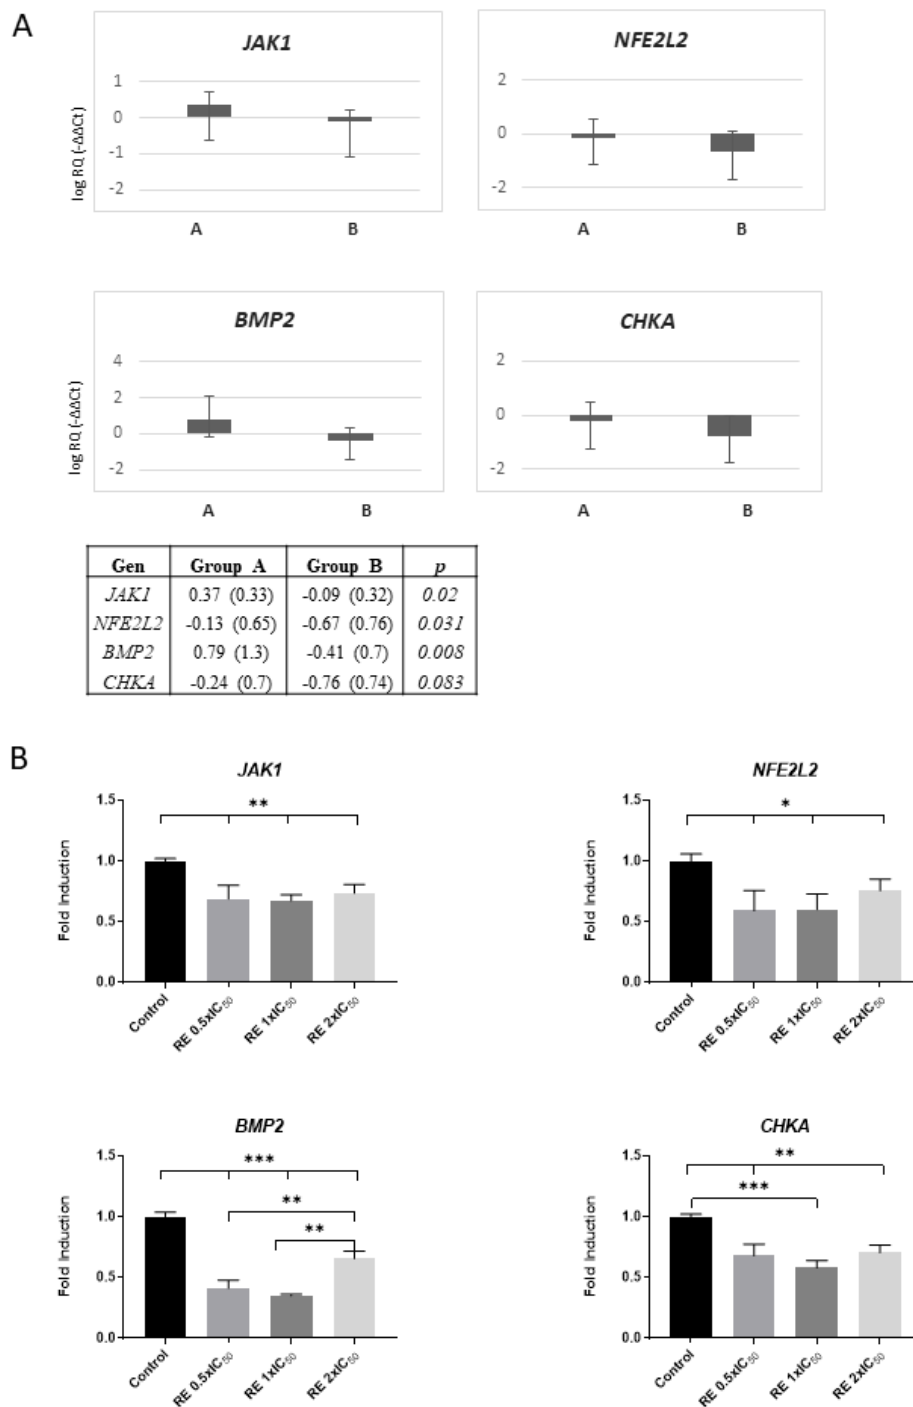 A
JAK1
log RQ (-ΔΔCt)
1
0
-1
-2
A B
NFE2L2
2
0
-2
A B
BMP2
log RQ (-ΔΔCt)
4
2
0
-2
A B
CHKA
2
0
-2
A B
Gen Group A Group B p
JAK1 0.37 (0.33) -0.09 (0.32) 0.02
NFE2L2 -0.13 (0.65) -0.67 (0.76) 0.031
BMP2 0.79 (1.3) -0.41 (0.7) 0.008
CHKA -0.24 (0.7) -0.76 (0.74) 0.083
B
JAK1
Fold Induction
1.5
1.0
0.5
0.0
**
Control
RE 0.5xIC50
RE 1xIC50
RE 2xIC50
NFE2L2
Fold Induction
1.5
1.0
0.5
0.0
*
Control
RE 0.5xIC50
RE 1xIC50
RE 2xIC50
BMP2
Fold Induction
1.5
1.0
0.5
0.0
***
**
**
Control
RE 0.5xIC50
RE 1xIC50
RE 2xIC50
CHKA
Fold Induction
1.5
1.0
0.5
0.0
**
***
Control
RE 0.5xIC50
RE 1xIC50
RE 2xIC50